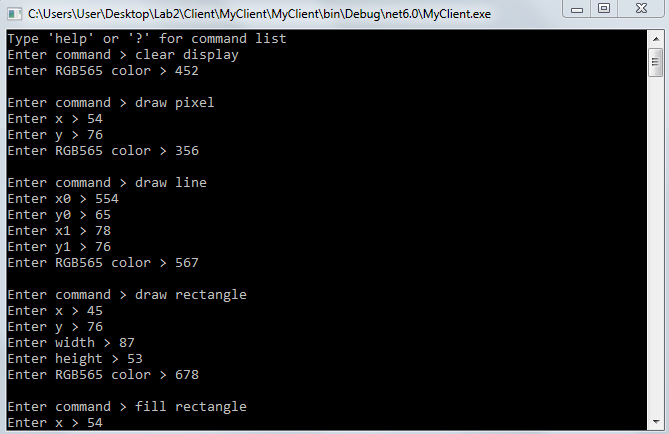 C:\Users\User\Desktop\Lab2\Client\MyClient\MyClient\bin\Debug\net6.0\MyClient.exe
Type 'help' or '?' for command list
Enter command > clear display
Enter RGB565 color > 452

Enter command > draw pixel
Enter x > 54
Enter y > 76
Enter RGB565 color > 356

Enter command > draw line
Enter x0 > 554
Enter y0 > 65
Enter x1 > 78
Enter y1 > 76
Enter RGB565 color > 567

Enter command > draw rectangle
Enter x > 45
Enter y > 76
Enter width > 87
Enter height > 53
Enter RGB565 color > 678

Enter command > fill rectangle
Enter x > 54